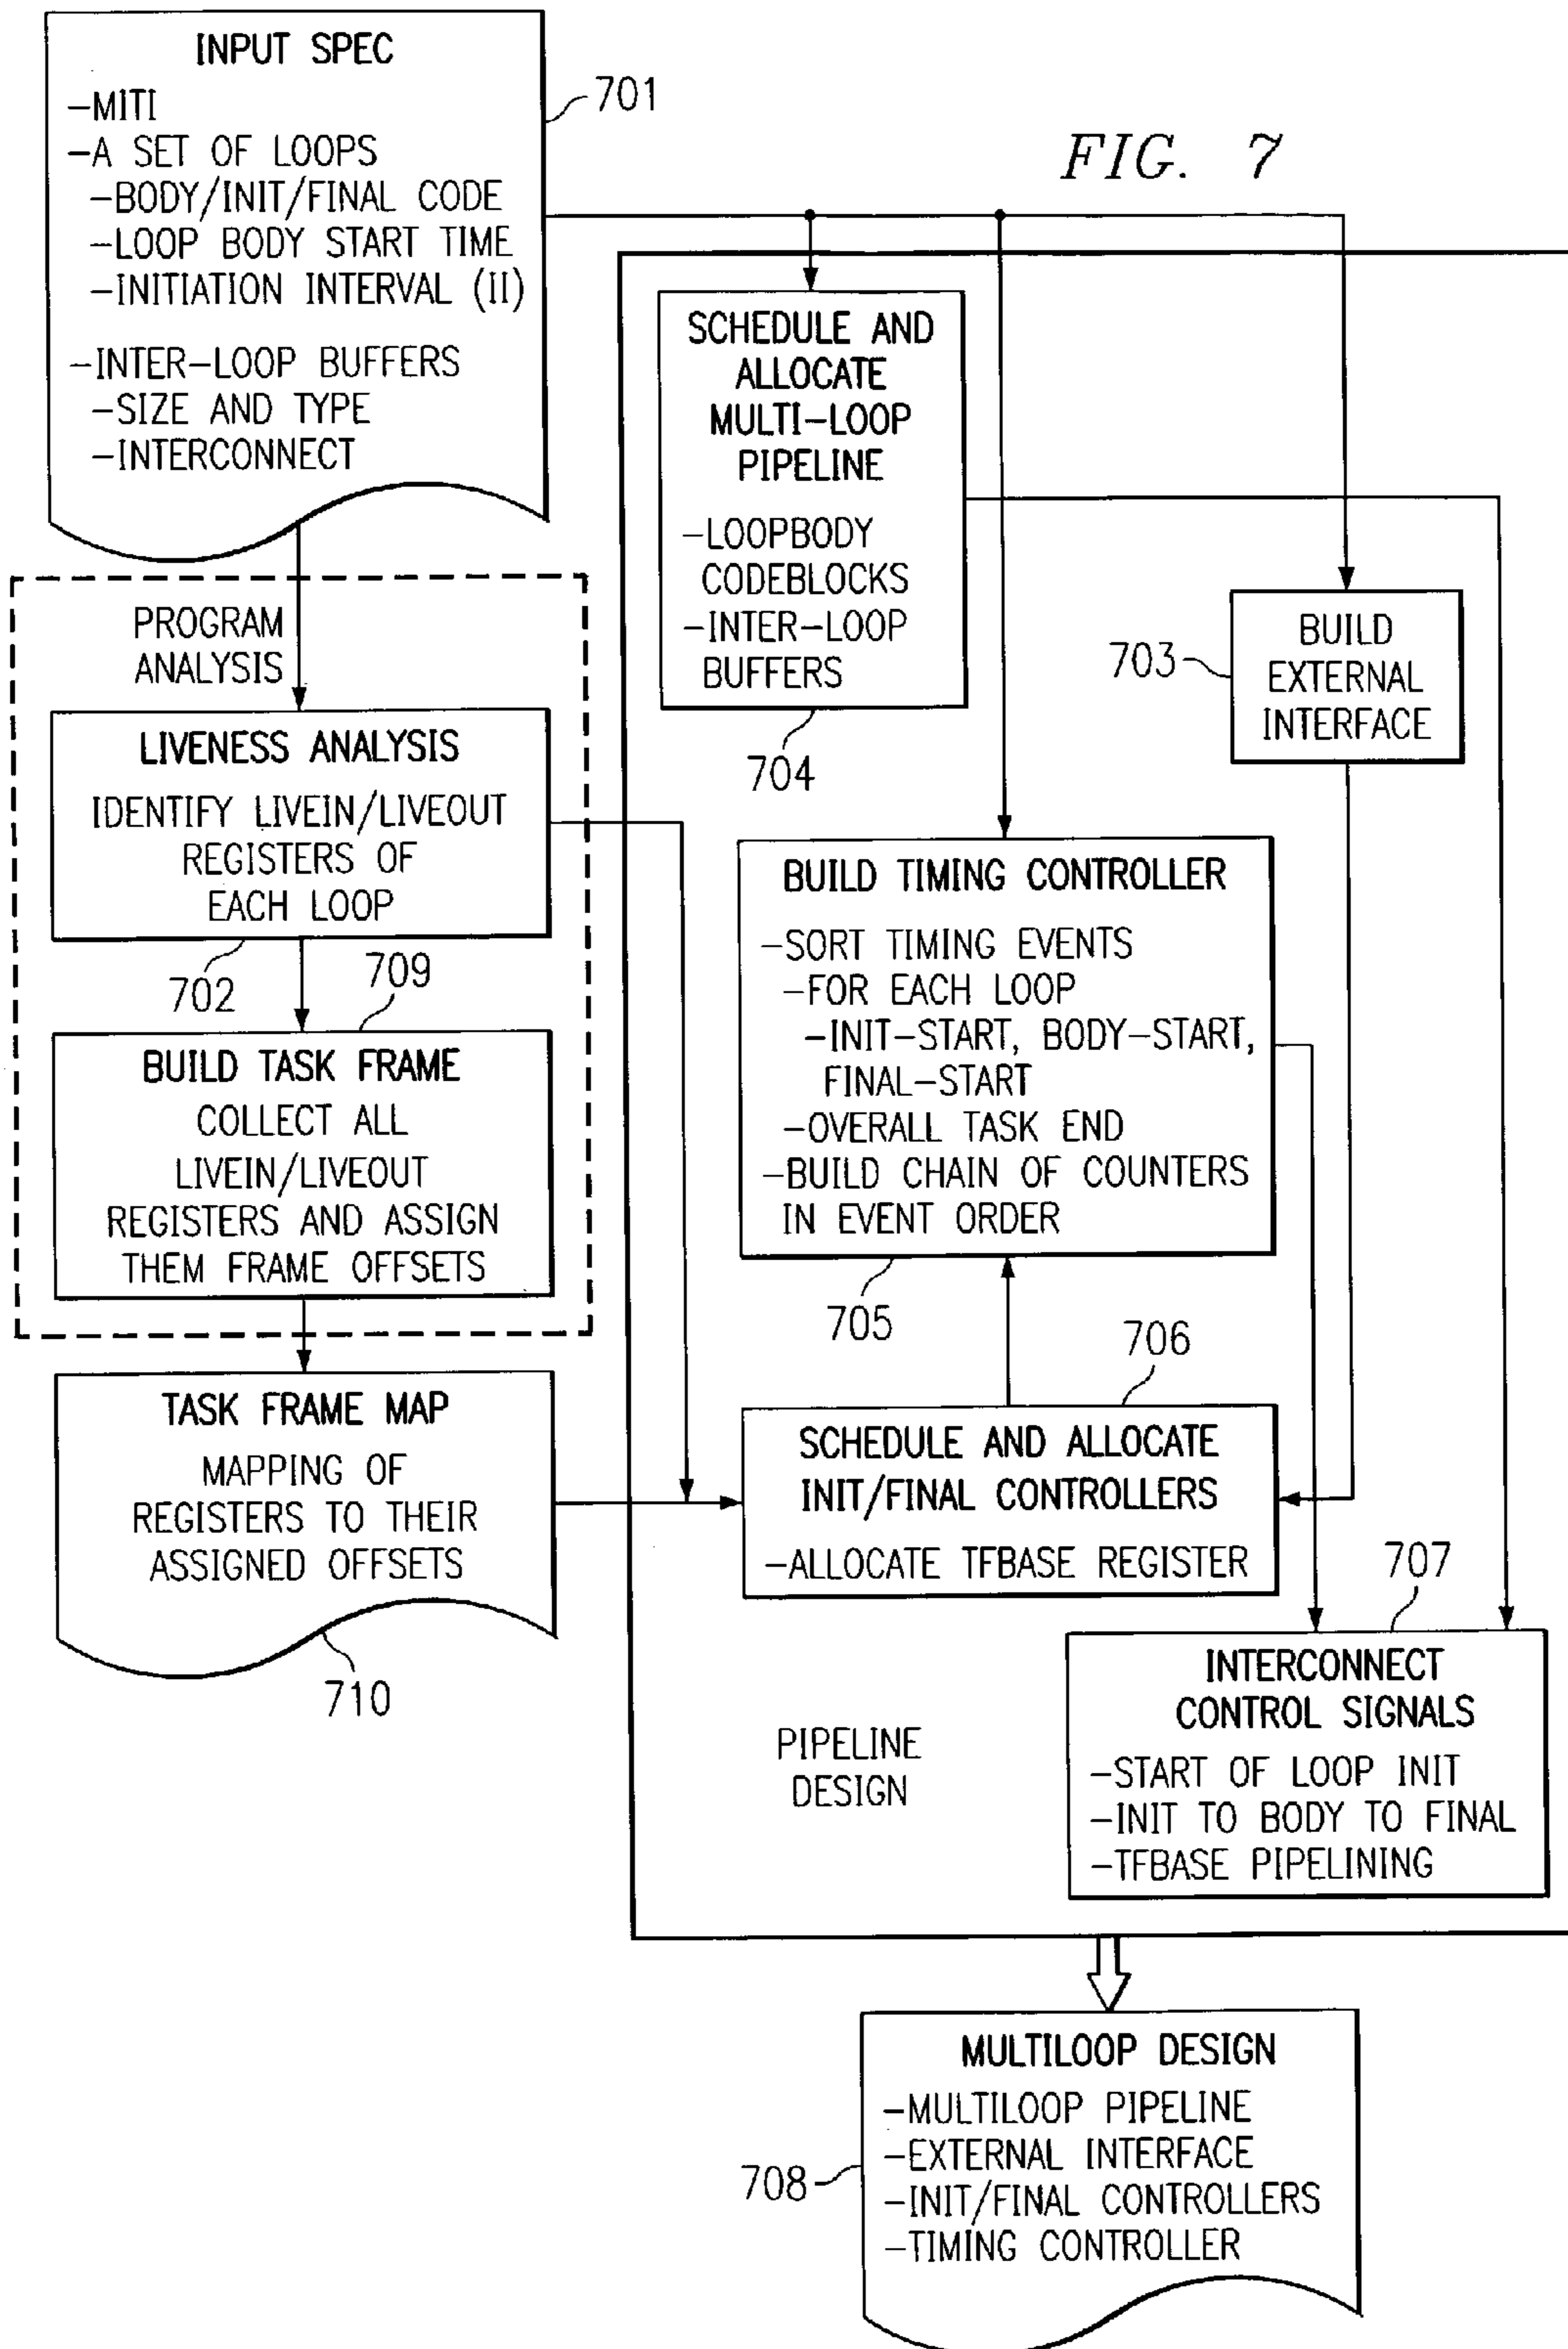 INPUT SPEC
-MITI
-A SET OF LOOPS
-BODY/INIT/FINAL CODE
-LOOP BODY START TIME
-INITIATION INTERVAL (II)
-INTER-LOOP BUFFERS
-SIZE AND TYPE
-INTERCONNECT
701
FIG. 7
PROGRAM
ANALYSIS
LIVENESS ANALYSIS
IDENTIFY LIVEIN/LIVEOUT
REGISTERS OF
EACH LOOP
702
709
BUILD TASK FRAME
COLLECT ALL
LIVEIN/LIVEOUT
REGISTERS AND ASSIGN
THEM FRAME OFFSETS
TASK FRAME MAP
MAPPING OF
REGISTERS TO THEIR
ASSIGNED OFFSETS
710
SCHEDULE AND
ALLOCATE
MULTI-LOOP
PIPELINE
-LOOPBODY
CODEBLOCKS
-INTER-LOOP
BUFFERS
704
703
BUILD
EXTERNAL
INTERFACE
BUILD TIMING CONTROLLER
-SORT TIMING EVENTS
-FOR EACH LOOP
-INIT-START, BODY-START,
FINAL-START
-OVERALL TASK END
-BUILD CHAIN OF COUNTERS
IN EVENT ORDER
705
706
SCHEDULE AND ALLOCATE
INIT/FINAL CONTROLLERS
-ALLOCATE TFBASE REGISTER
707
INTERCONNECT
CONTROL SIGNALS
-START OF LOOP INIT
-INIT TO BODY TO FINAL
-TFBASE PIPELINING
PIPELINE
DESIGN
MULTILOOP DESIGN
-MULTILOOP PIPELINE
-EXTERNAL INTERFACE
-INIT/FINAL CONTROLLERS
-TIMING CONTROLLER
708